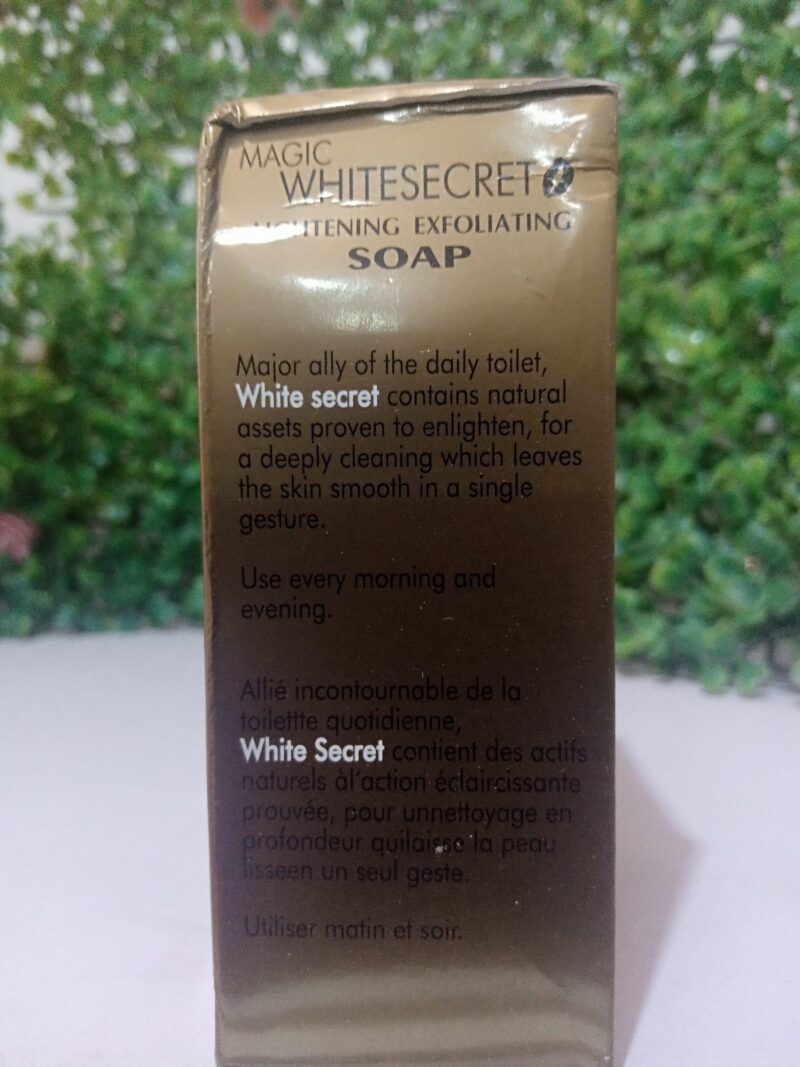 MAGIC
WHITESECRET
LIGHTENING EXFOLIATING
SOAP
Major ally of the daily toilet,
White secret contains natural
assets proven to enlighten, for
a deeply cleaning which leaves
the skin smooth in a single
gesture.
Use every morning and
evening.
Allié incontournable de la
toilettte quotidienne,
White Secret contient des actifs
naturels àl'action éclaircissante
prouvée, pour unnettoyage en
profondeur quilaisse la peau
lisseen un seul geste.
Utiliser matin et soir.